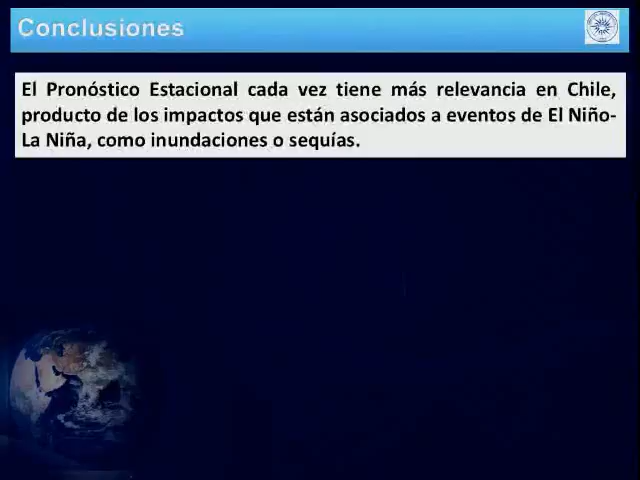 Conclusiones
El Pronóstico Estacional cada vez tiene más relevancia en Chile,
producto de los impactos que están asociados a eventos de El Niño-
La Niña, como inundaciones o sequías.